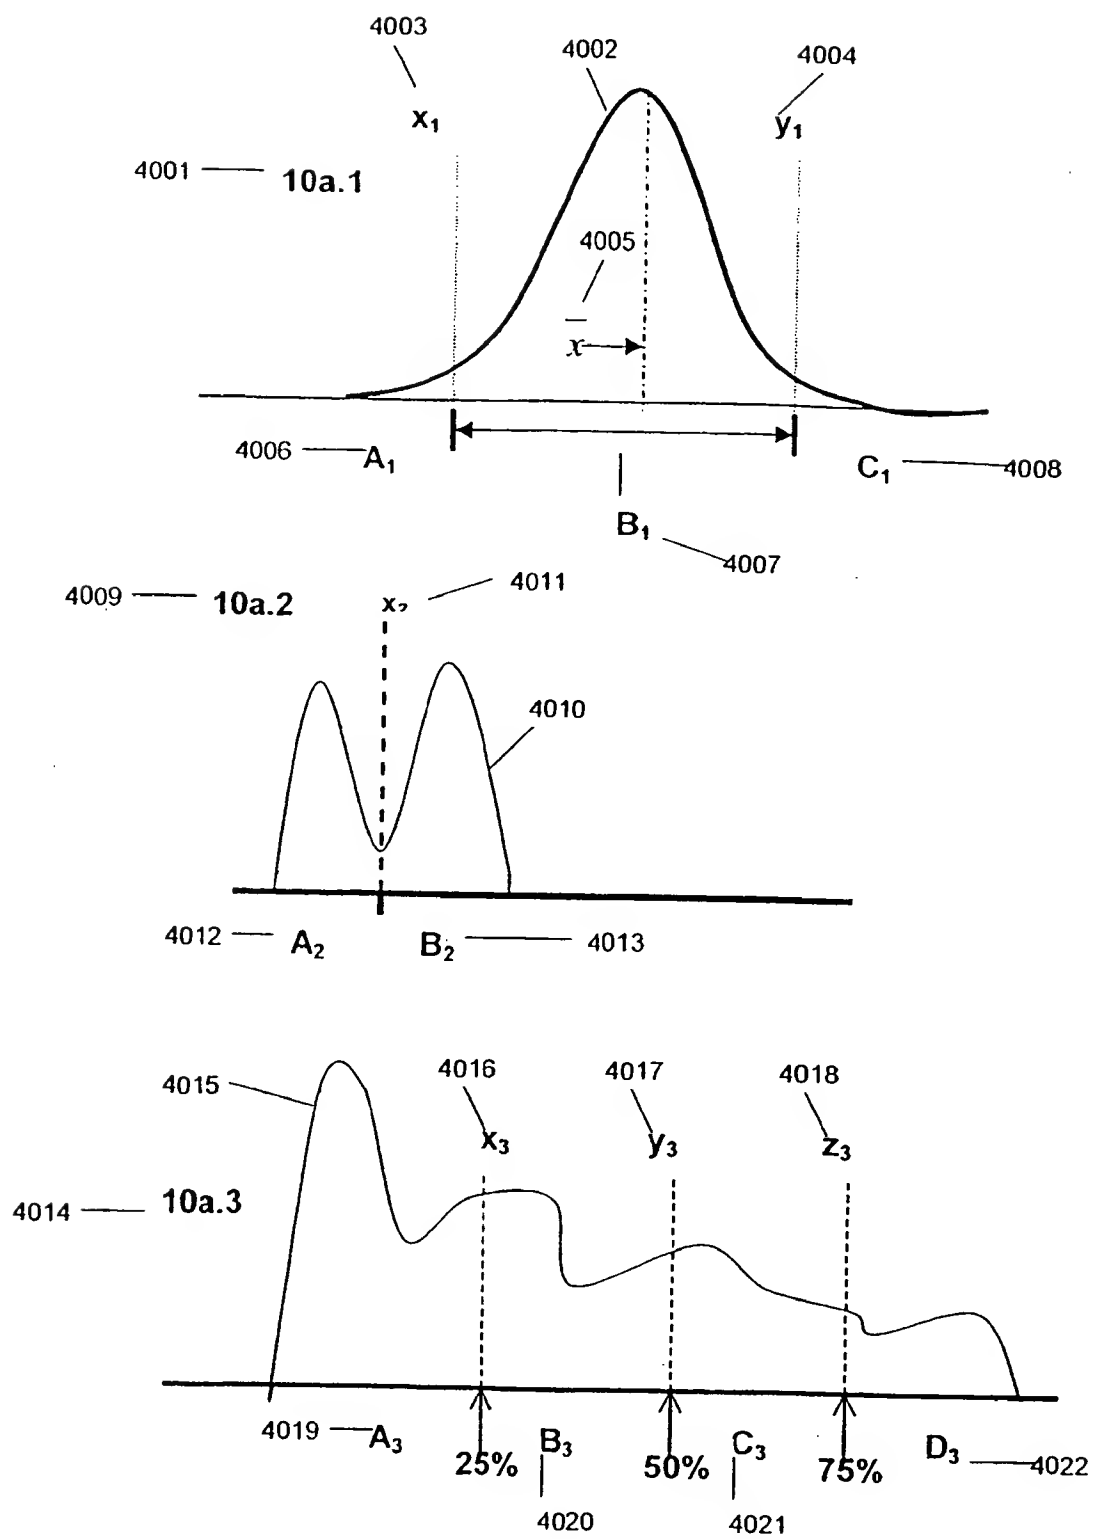 4003
4002
4004
x₁
y₁
4001
10a.1
4005
x̅
4006
A₁
C₁
4008
B₁
4007
4009
10a.2
x₂
4011
4010
4012
A₂
B₂
4013
4015
4016
4017
4018
x₃
y₃
z₃
4014
10a.3
4019
A₃
B₃
C₃
D₃
25%
50%
75%
4022
4020
4021